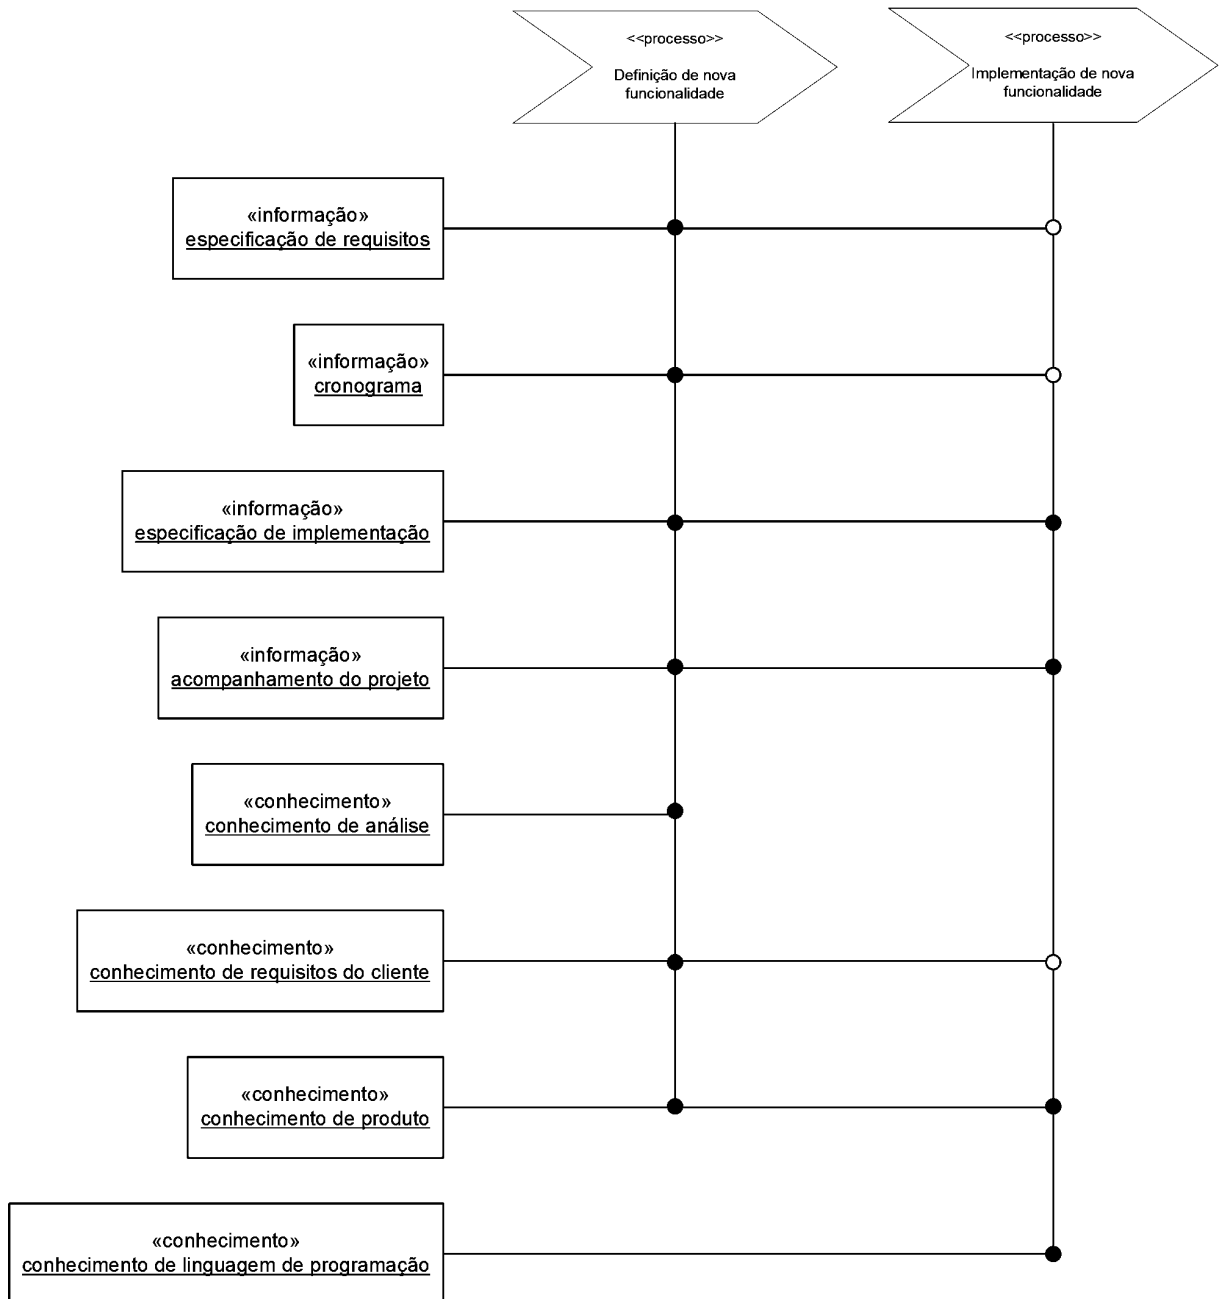 <<processo>>
Definição de nova
funcionalidade
<<processo>>
Implementação de nova
funcionalidade
«informação»
especificação de requisitos
«informação»
cronograma
«informação»
especificação de implementação
«informação»
acompanhamento do projeto
«conhecimento»
conhecimento de análise
«conhecimento»
conhecimento de requisitos do cliente
«conhecimento»
conhecimento de produto
«conhecimento»
conhecimento de linguagem de programação